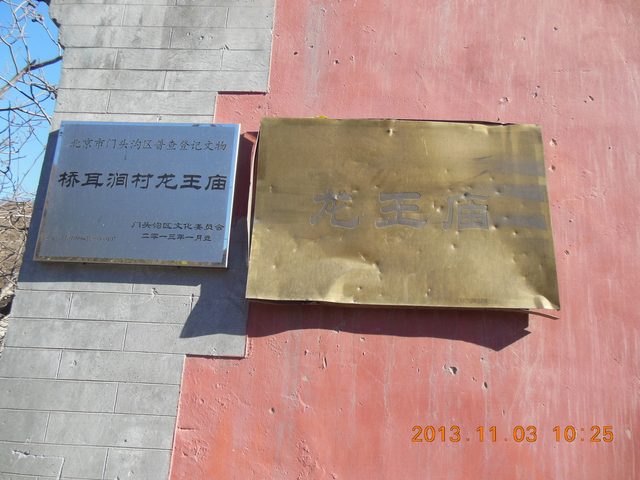 北京市门头沟区普查登记文物
桥耳涧村龙王庙
门头沟区文化委员会
二零一三年一月立
龙王庙
2013.11.03 10:25